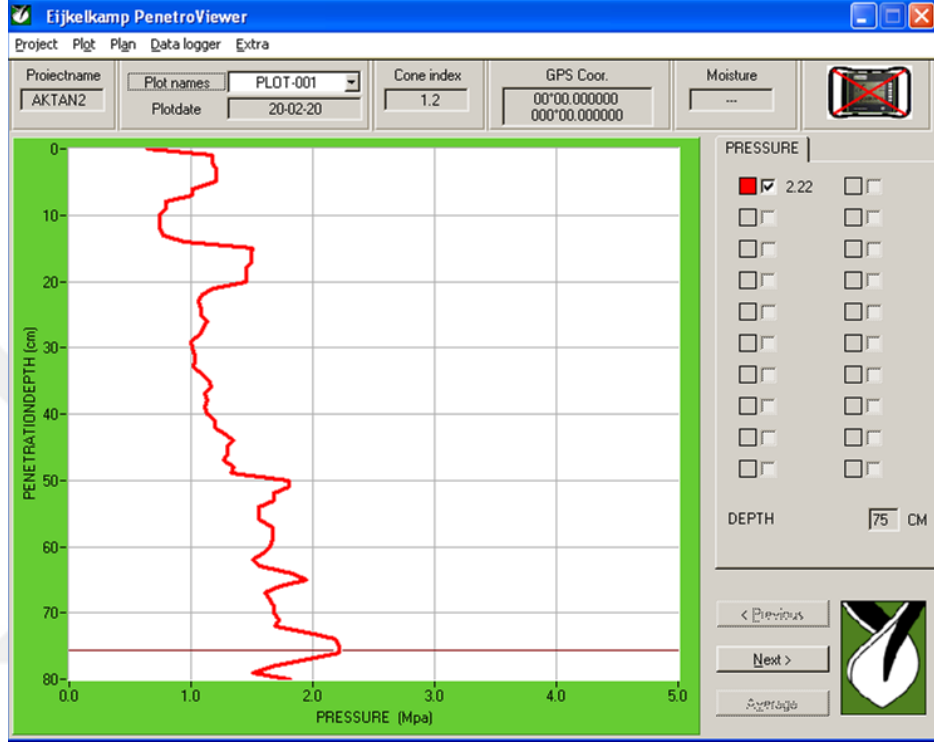 Eijkelkamp PenetroViewer
Project Plot Plan Data logger Extra
Proiectname
AKTAN2
Plot names PLOT-001
Plotdate 20-02-20
Cone index
1.2
GPS Coor.
00°00.000000
000°00.000000
Moisture
---
PRESSURE
2.22
DEPTH 75 CM
< Previous
Next >
Average
PENETRATIONDEPTH (cm)
0
10
20
30
40
50
60
70
80
0.0 1.0 2.0 3.0 4.0 5.0
PRESSURE (Mpa)